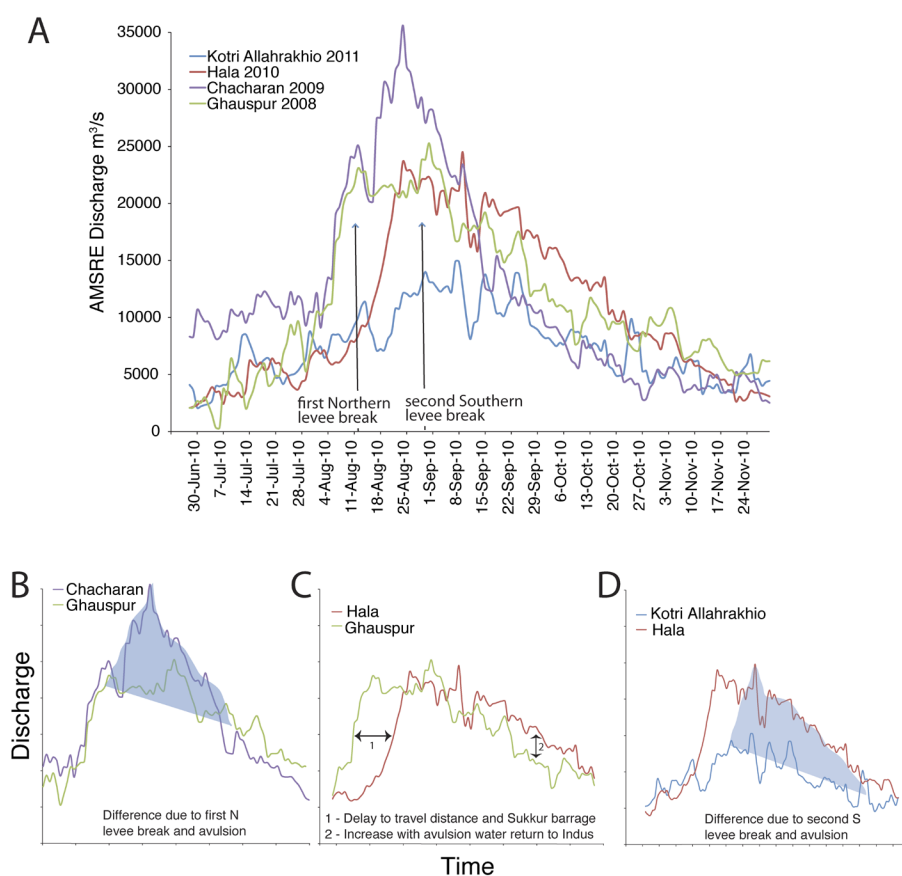 A
35000
30000
25000
20000
15000
10000
5000
0
AMSRE Discharge m³/s
Kotri Allahrakhio 2011
Hala 2010
Chacharan 2009
Ghauspur 2008
first Northern
levee break
second Southern
levee break
30-Jun-10
7-Jul-10
14-Jul-10
21-Jul-10
28-Jul-10
4-Aug-10
11-Aug-10
18-Aug-10
25-Aug-10
1-Sep-10
8-Sep-10
15-Sep-10
22-Sep-10
29-Sep-10
6-Oct-10
13-Oct-10
20-Oct-10
27-Oct-10
3-Nov-10
10-Nov-10
17-Nov-10
24-Nov-10
B
Chacharan
Ghauspur
Discharge
Difference due to first N
levee break and avulsion
C
Hala
Ghauspur
1
2
1 - Delay to travel distance and Sukkur barrage
2 - Increase with avulsion water return to Indus
D
Kotri Allahrakhio
Hala
Difference due to second S
levee break and avulsion
Time